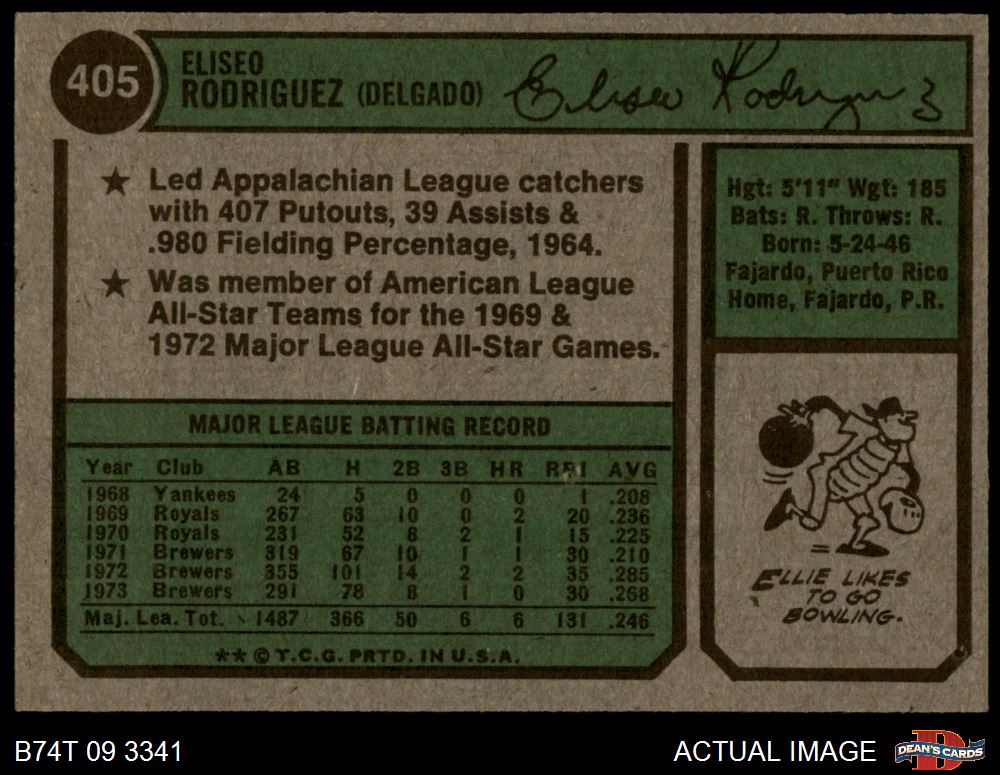 405
ELISEO
RODRIGUEZ (DELGADO)
Eliseo Rodriguez
★ Led Appalachian League catchers
with 407 Putouts, 39 Assists &
.980 Fielding Percentage, 1964.
★ Was member of American League
All-Star Teams for the 1969 &
1972 Major League All-Star Games.
Hgt: 5'11" Wgt: 185
Bats: R. Throws: R.
Born: 5-24-46
Fajardo, Puerto Rico
Home, Fajardo, P.R.
MAJOR LEAGUE BATTING RECORD
Year Club AB H 2B 3B HR RBI AVG
1968 Yankees 24 5 0 0 0 1 .208
1969 Royals 267 63 10 0 2 20 .236
1970 Royals 231 52 8 2 1 15 .225
1971 Brewers 319 67 10 1 1 30 .210
1972 Brewers 355 101 14 2 2 35 .285
1973 Brewers 291 78 8 1 0 30 .268
Maj. Lea. Tot. 1487 366 50 6 6 131 .246
** © T.C.G. PRTD. IN U.S.A.
ELLIE LIKES
TO GO
BOWLING.
B74T 09 3341
ACTUAL IMAGE
D
DEAN'S CARDS